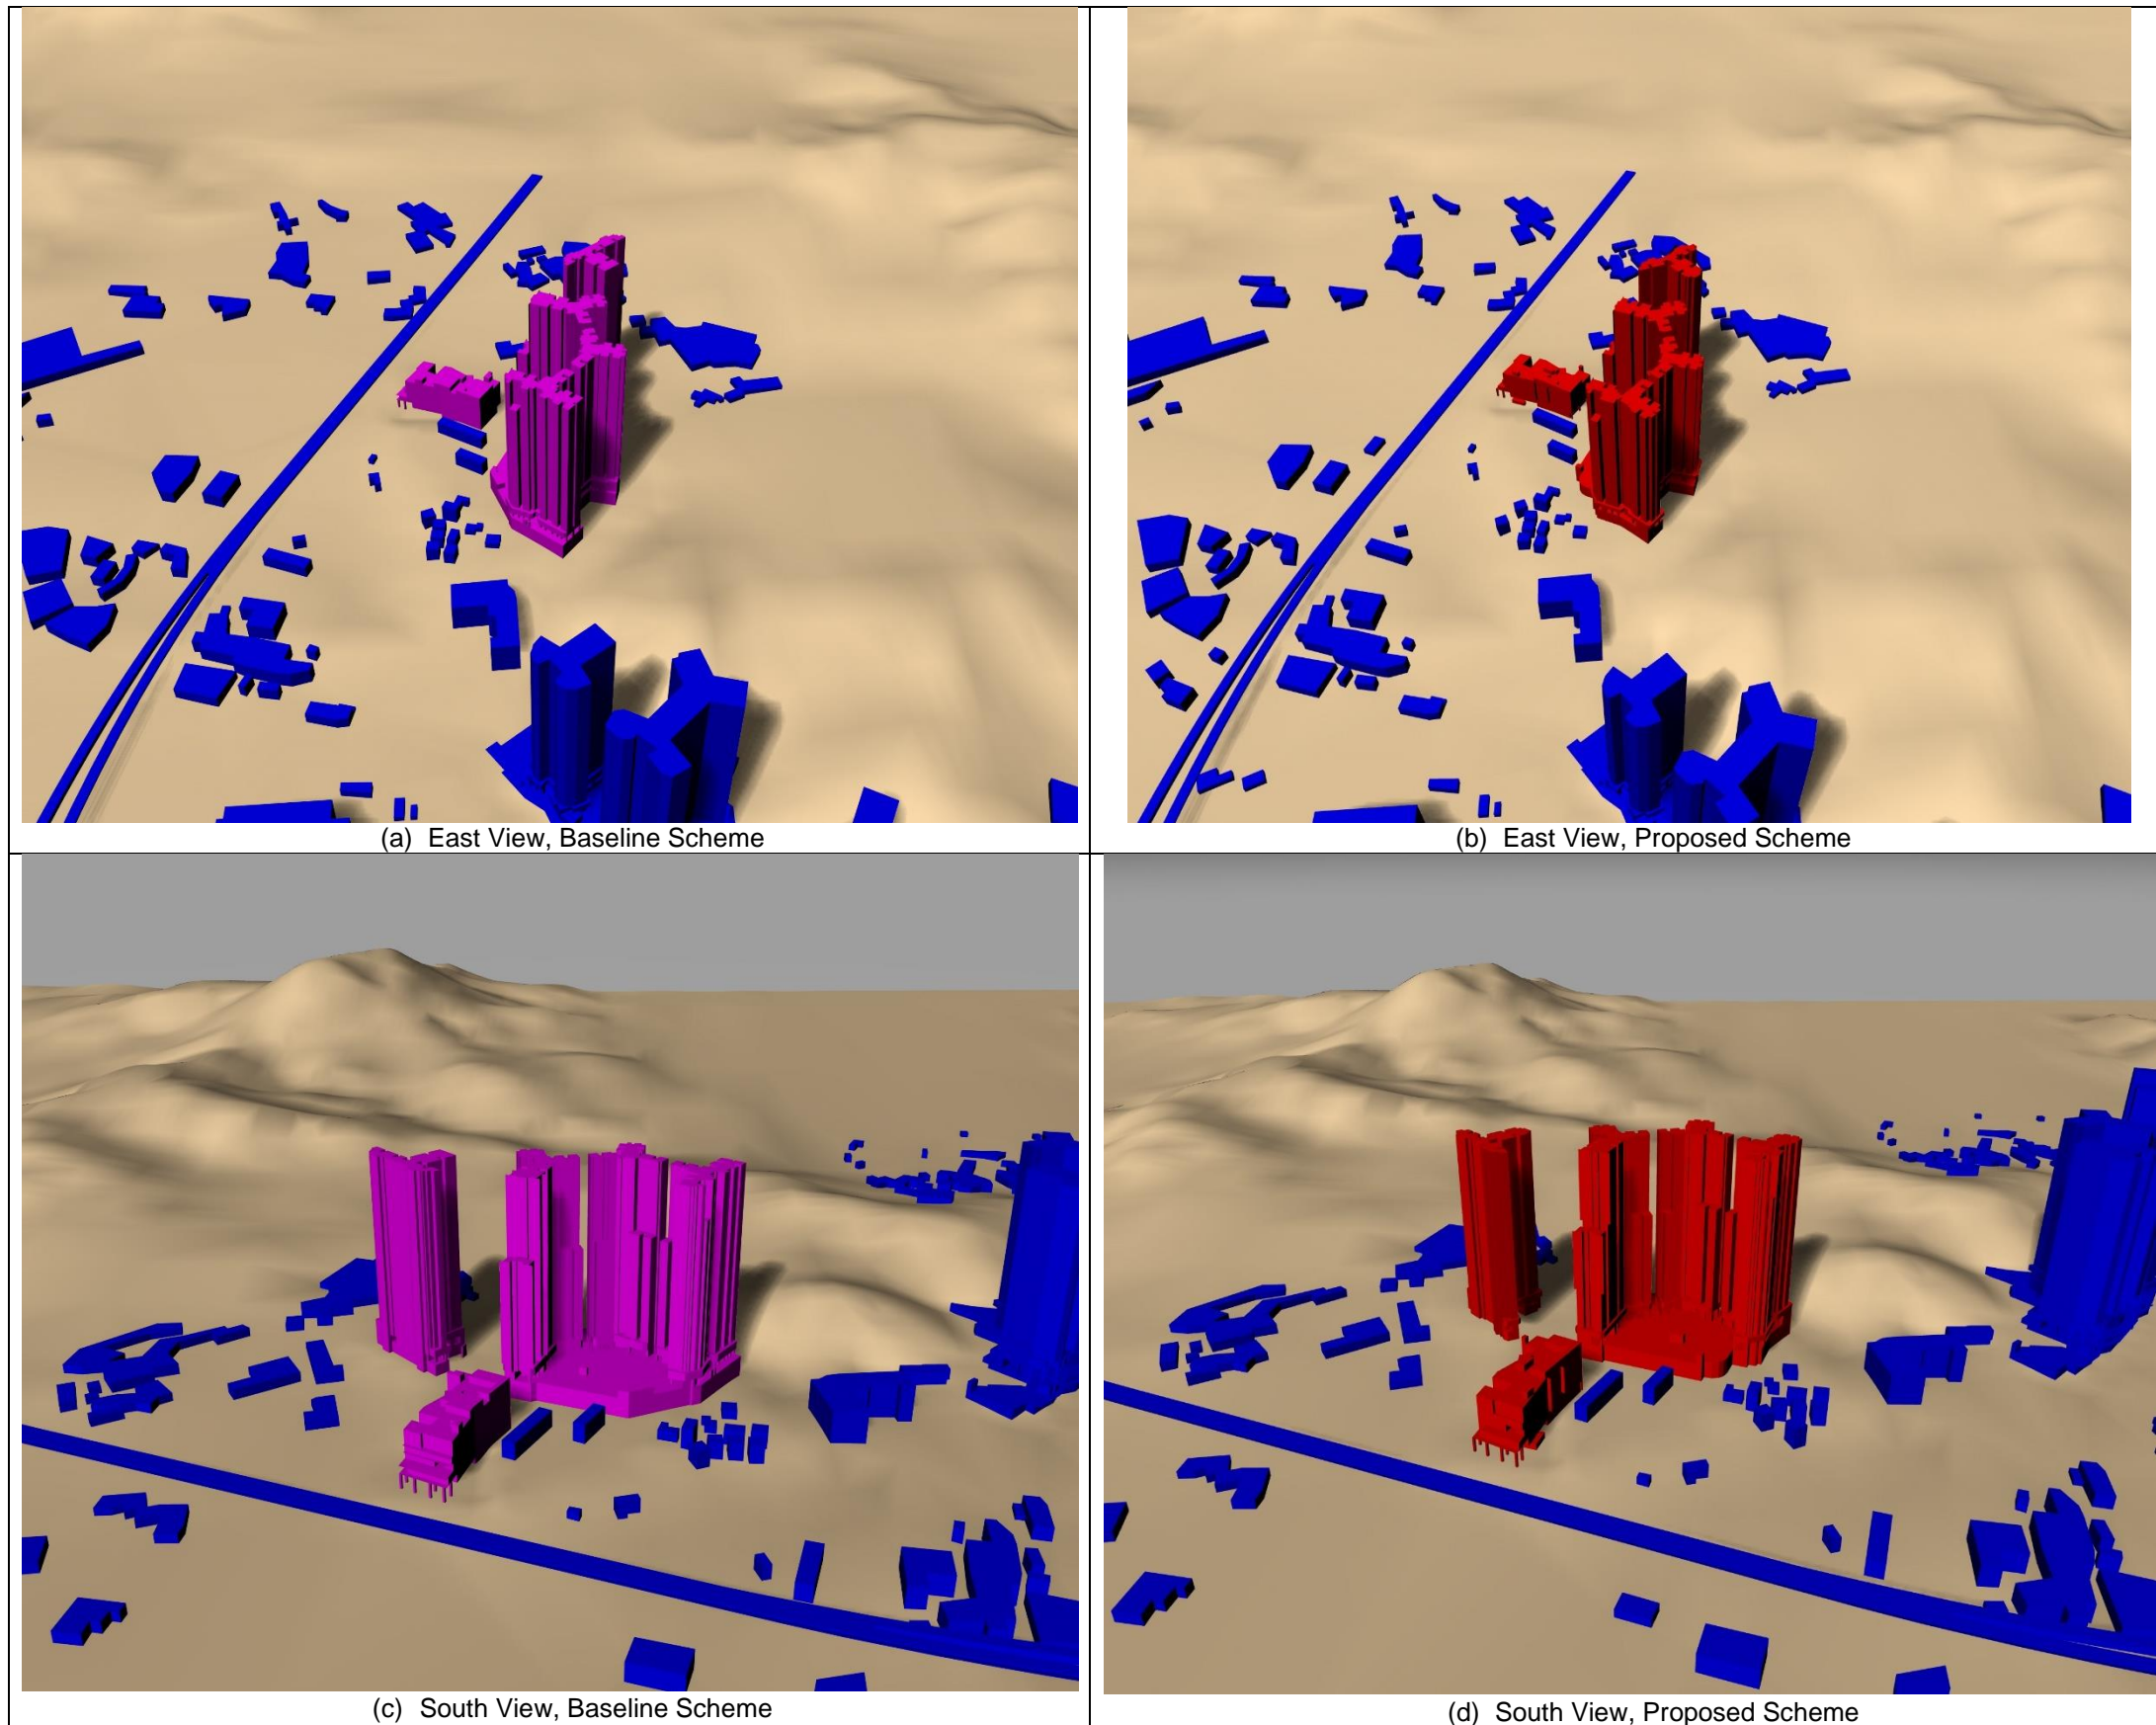 (a) East View, Baseline Scheme
(b) East View, Proposed Scheme
(c) South View, Baseline Scheme
(d) South View, Proposed Scheme